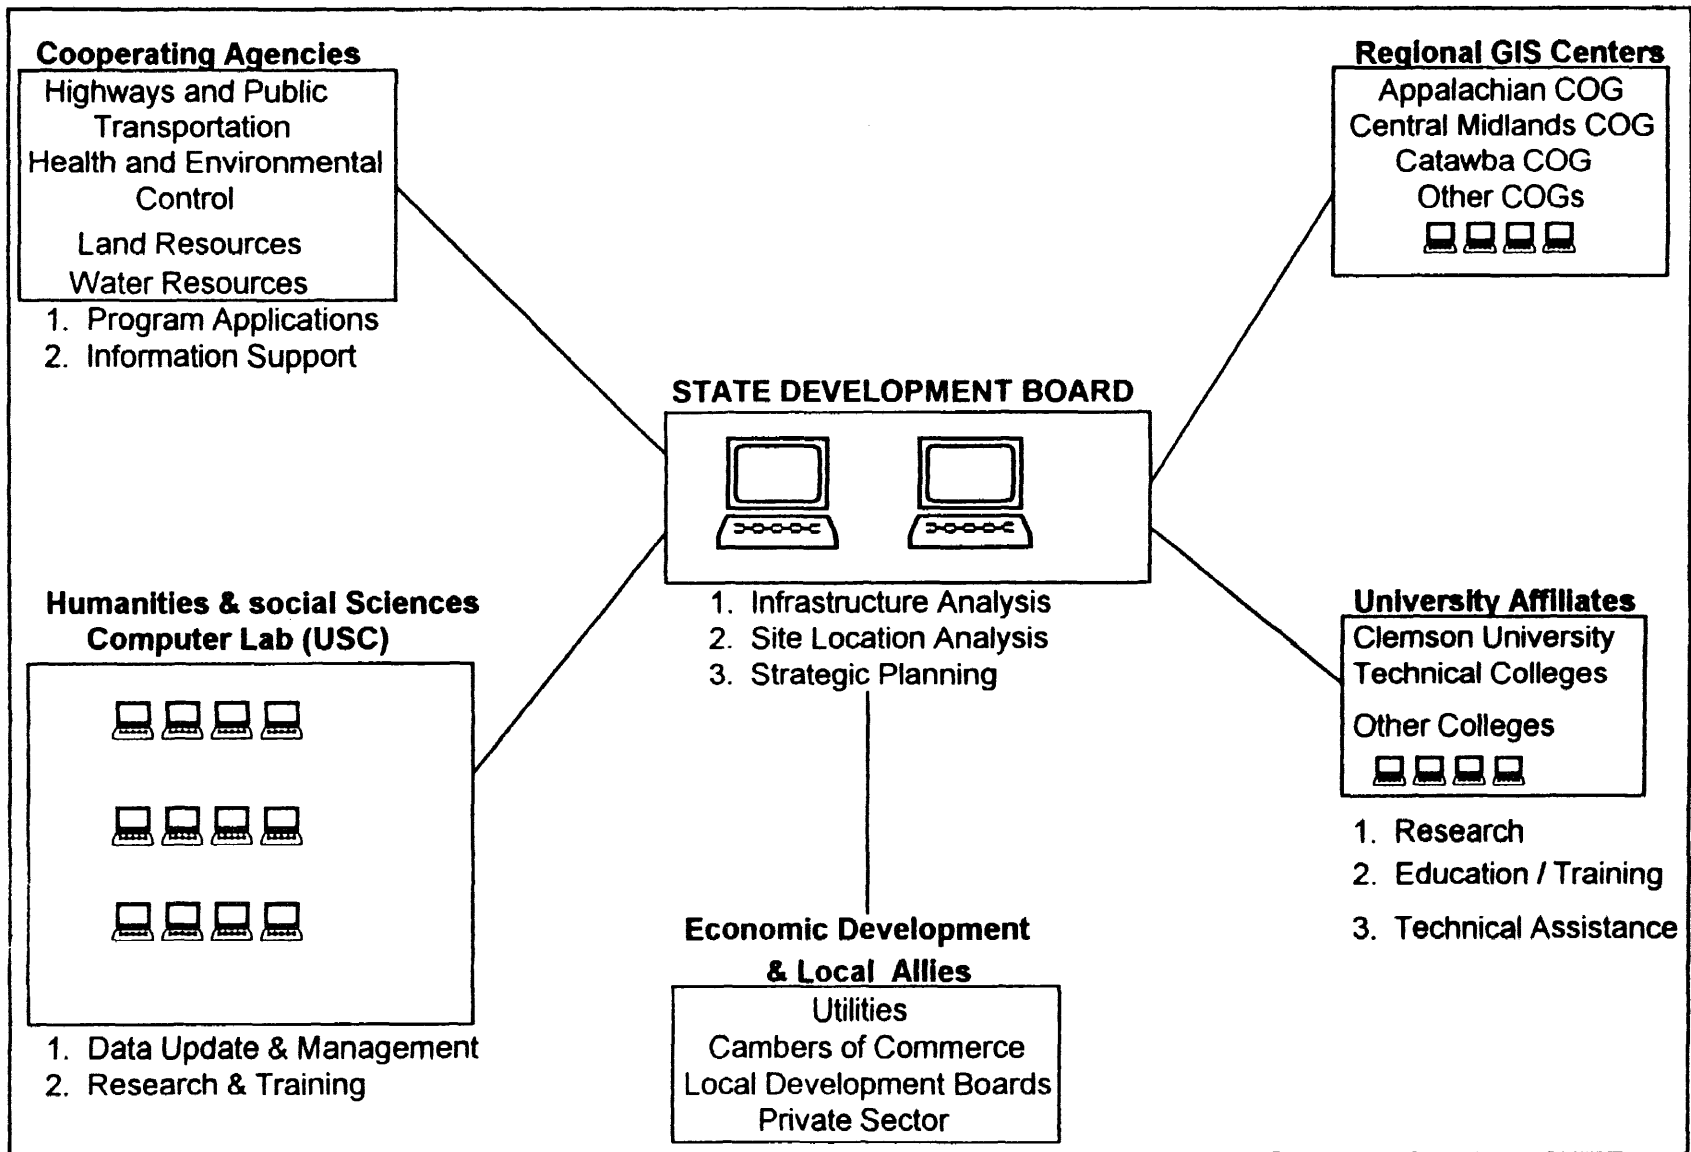 Cooperating Agencies
Highways and Public
Transportation
Health and Environmental
Control
Land Resources
Water Resources
1. Program Applications
2. Information Support
Regional GIS Centers
Appalachian COG
Central Midlands COG
Catawba COG
Other COGs
STATE DEVELOPMENT BOARD
1. Infrastructure Analysis
2. Site Location Analysis
3. Strategic Planning
Humanities & social Sciences
Computer Lab (USC)
1. Data Update & Management
2. Research & Training
University Affiliates
Clemson University
Technical Colleges
Other Colleges
1. Research
2. Education / Training
3. Technical Assistance
Economic Development
& Local Allies
Utilities
Cambers of Commerce
Local Development Boards
Private Sector